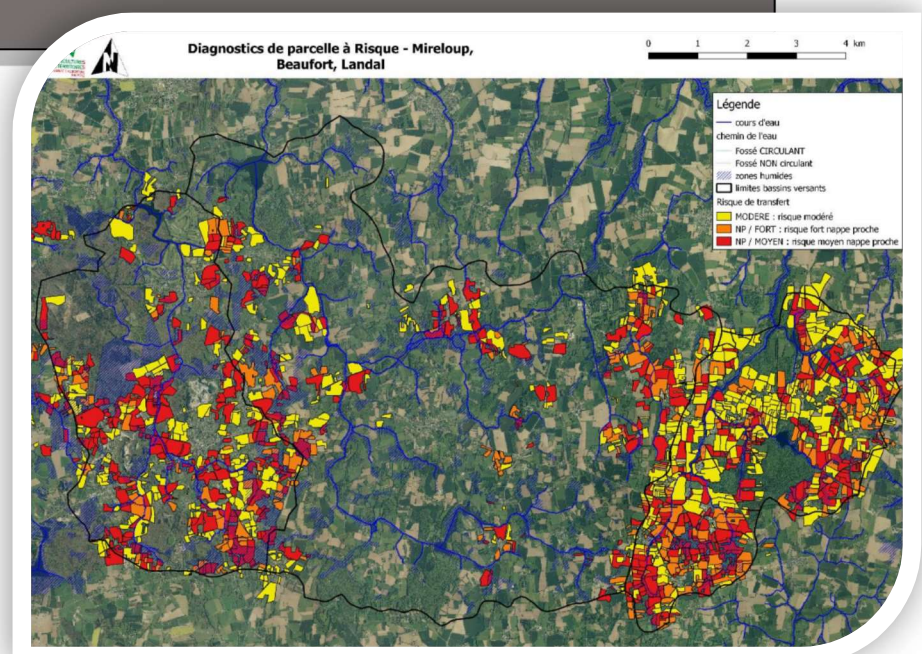 Diagnostics de parcelle à Risque - Mireloup,
Beaufort, Landal
0 1 2 3 4 km
N
Légende
cours d'eau
chemin de l'eau
Fossé CIRCULANT
Fossé NON circulant
zones humides
limites bassins versants
Risque de transfert
MODERE : risque modéré
NP / FORT : risque fort nappe proche
NP / MOYEN : risque moyen nappe proche